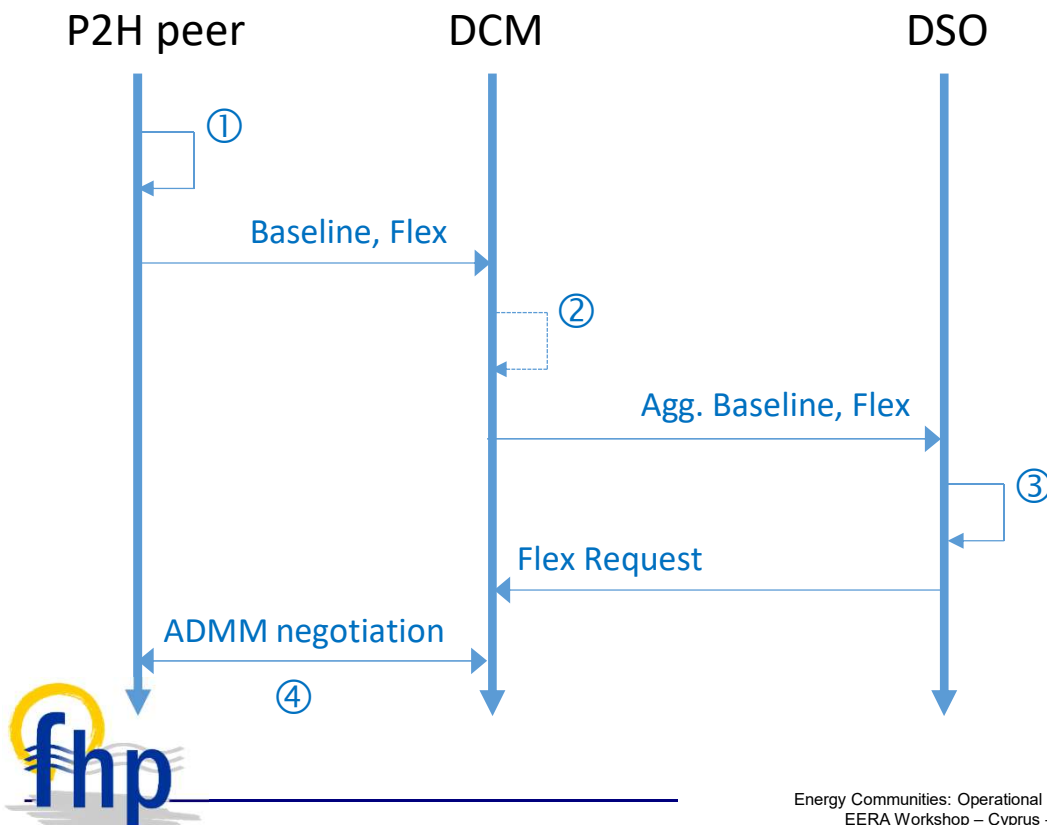 P2H peer
DCM
DSO
①
Baseline, Flex
②
Agg. Baseline, Flex
③
Flex Request
ADMM negotiation
④
fhp
Energy Communities: Operational
EERA Workshop – Cyprus -